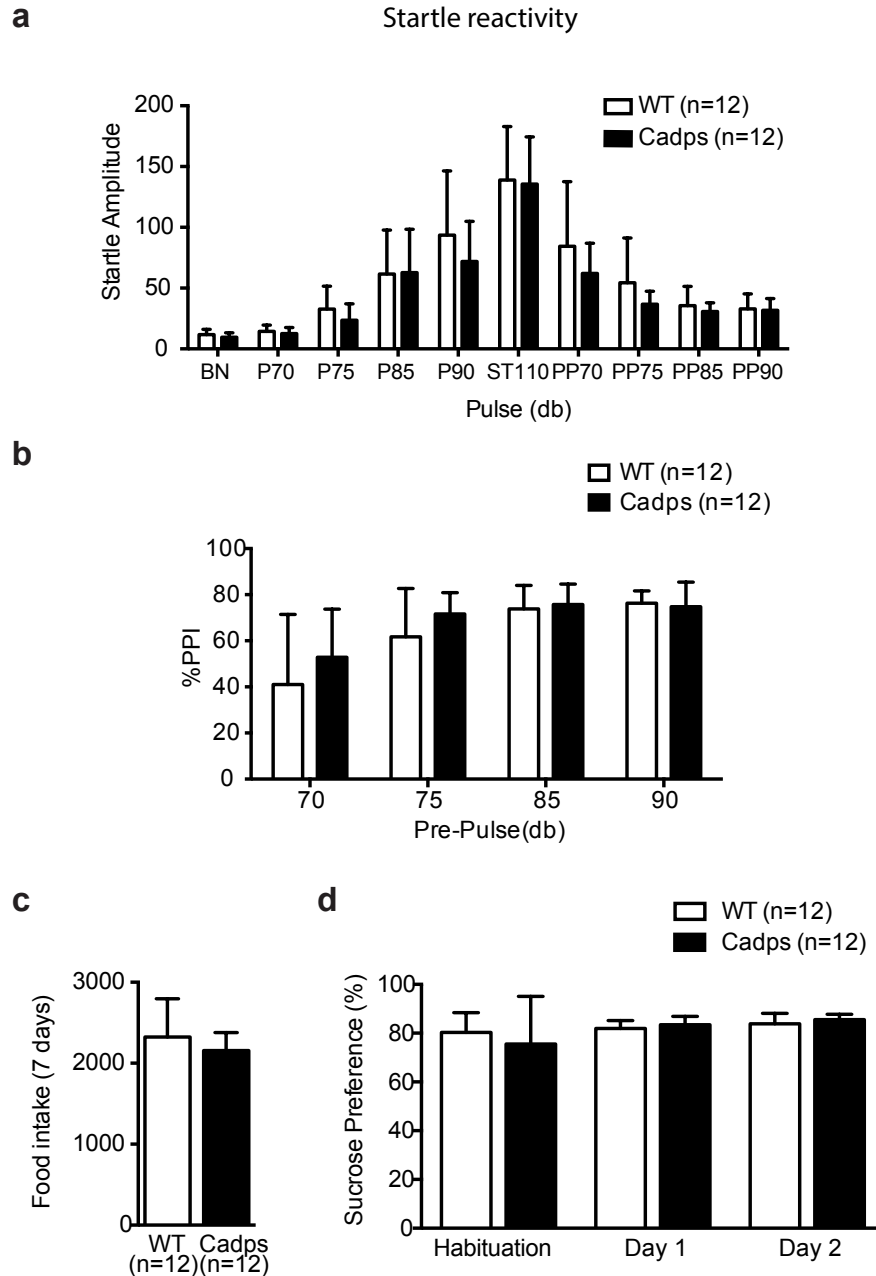 a
Startle reactivity
WT (n=12)
Cadps (n=12)
Startle Amplitude
200
150
100
50
0
BN P70 P75 P85 P90 ST110 PP70 PP75 PP85 PP90
Pulse (db)
b
WT (n=12)
Cadps (n=12)
%PPI
100
80
60
40
20
0
70 75 85 90
Pre-Pulse(db)
c
Food intake (7 days)
3000
2000
1000
0
WT Cadps
(n=12) (n=12)
d
WT (n=12)
Cadps (n=12)
Sucrose Preference (%)
100
80
60
40
20
0
Habituation Day 1 Day 2